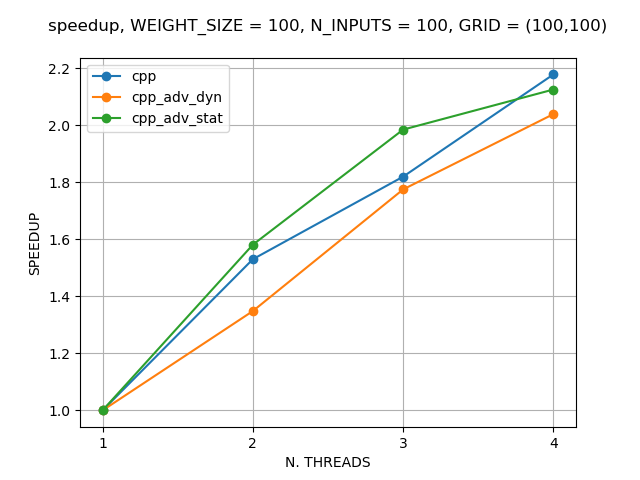 speedup, WEIGHT_SIZE = 100, N_INPUTS = 100, GRID = (100,100)
cpp
cpp_adv_dyn
cpp_adv_stat
2.2
2.0
1.8
1.6
1.4
1.2
1.0
SPEEDUP
1 2 3 4
N. THREADS